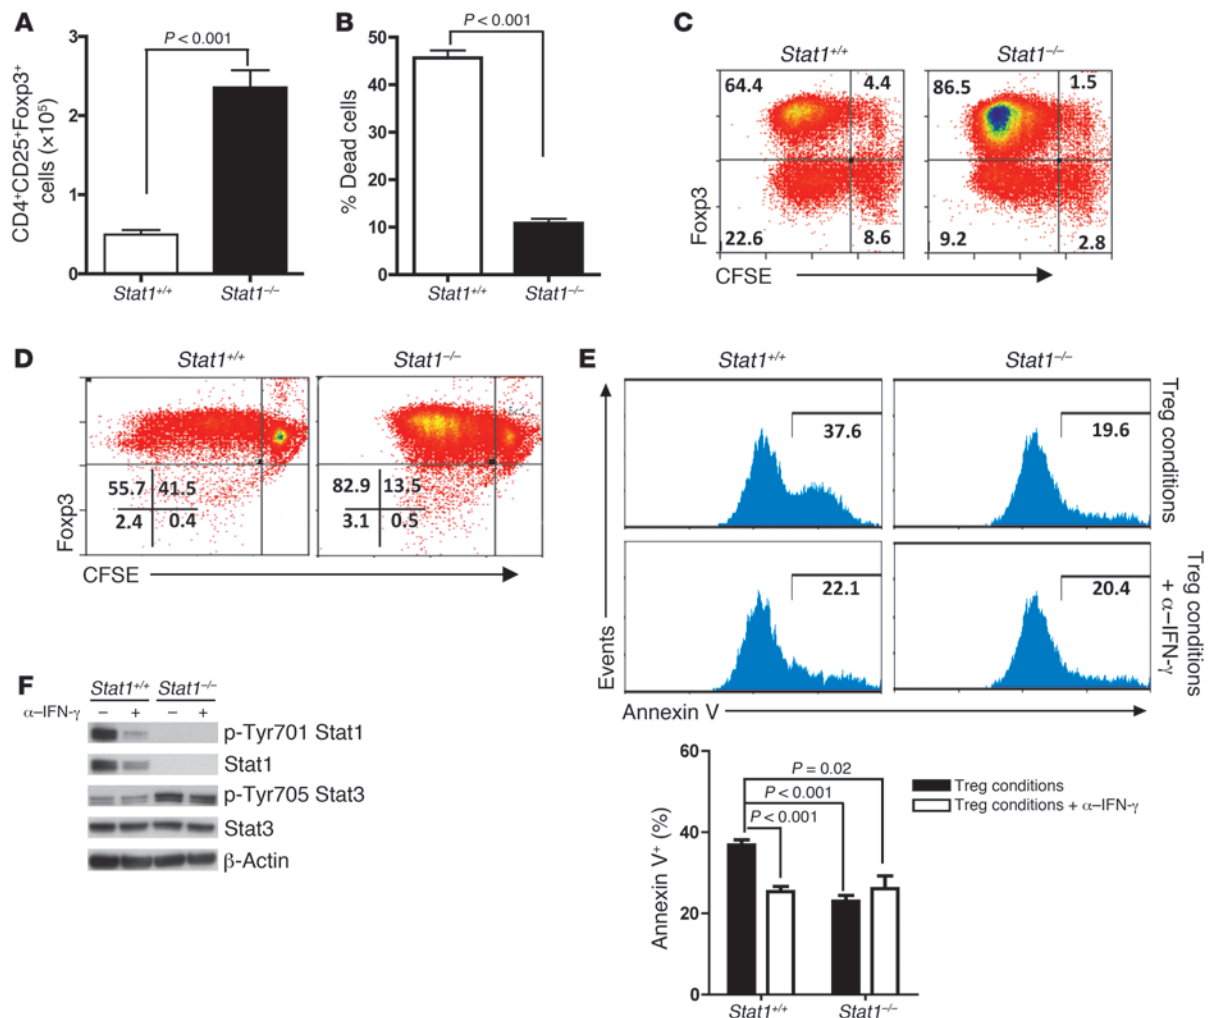 A
P < 0.001
CD4⁺CD25⁺Foxp3⁺
cells (×10⁵)
3
2
1
0
Stat1⁺/⁺
Stat1⁻/⁻
B
P < 0.001
% Dead cells
50
40
30
20
10
0
Stat1⁺/⁺
Stat1⁻/⁻
C
Stat1⁺/⁺
Stat1⁻/⁻
64.4
4.4
22.6
8.6
86.5
1.5
9.2
2.8
Foxp3
CFSE
D
Stat1⁺/⁺
Stat1⁻/⁻
55.7 41.5
2.4 0.4
82.9 13.5
3.1 0.5
Foxp3
CFSE
E
Stat1⁺/⁺
Stat1⁻/⁻
37.6
19.6
Treg conditions
22.1
20.4
Treg conditions
+ α–IFN-γ
Events
Annexin V
60
40
20
0
Annexin V⁺ (%)
P = 0.02
P < 0.001
P < 0.001
Treg conditions
Treg conditions + α–IFN-γ
Stat1⁺/⁺
Stat1⁻/⁻
F
Stat1⁺/⁺ Stat1⁻/⁻
α–IFN-γ – + – +
p-Tyr701 Stat1
Stat1
p-Tyr705 Stat3
Stat3
β-Actin